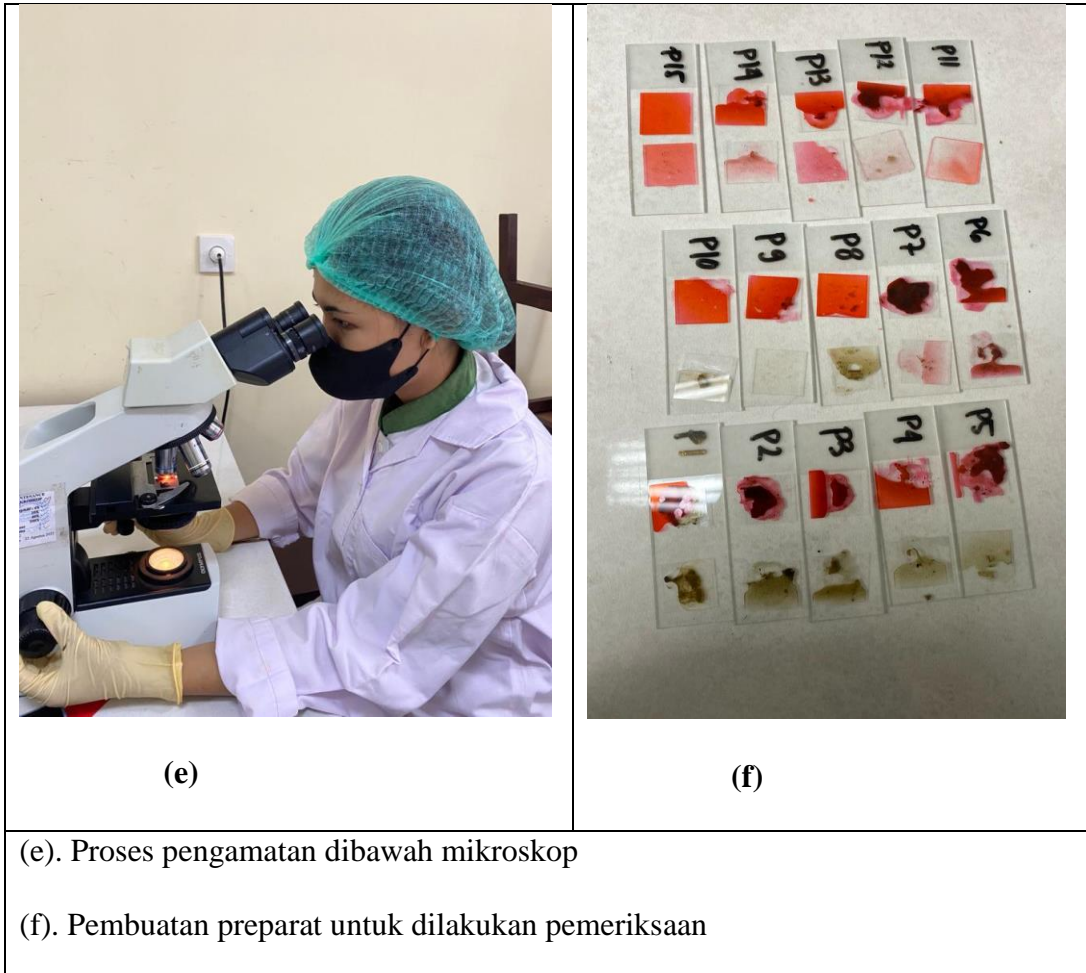 P15 P14 P13 P12 P11
P10 P9 P8 P7 P6
P1 P2 P3 P4 P5
(e)
(f)
(e). Proses pengamatan dibawah mikroskop
(f). Pembuatan preparat untuk dilakukan pemeriksaan